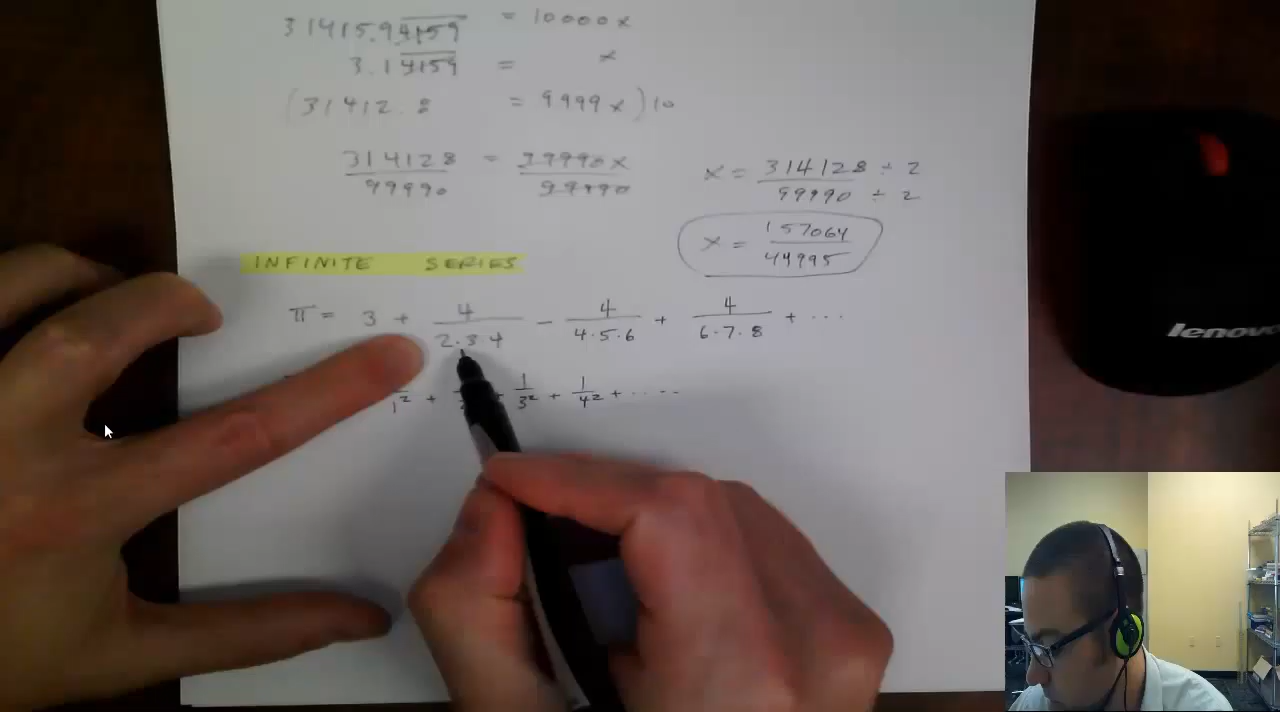 31415.94159 = 10000x
3.14159 = x
(31412.8 = 9999x)10
314128 = 99990x
99990 99990
x = 314128 ÷ 2
99990 ÷ 2
x = 157064
49995
INFINITE SERIES
π = 3 + 4 - 4 + 4 + ...
2·3 4 4·5·6 6·7·8
1 1
1² + 3² + 4² + ....
lenovo